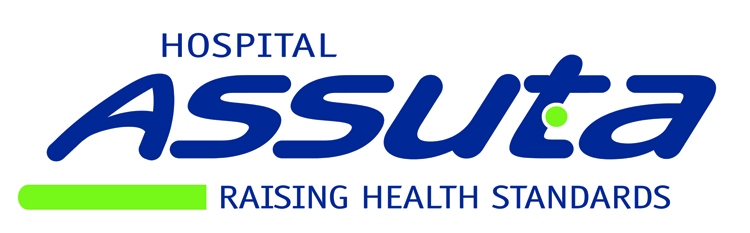 HOSPITAL
Assuta
RAISING HEALTH STANDARDS